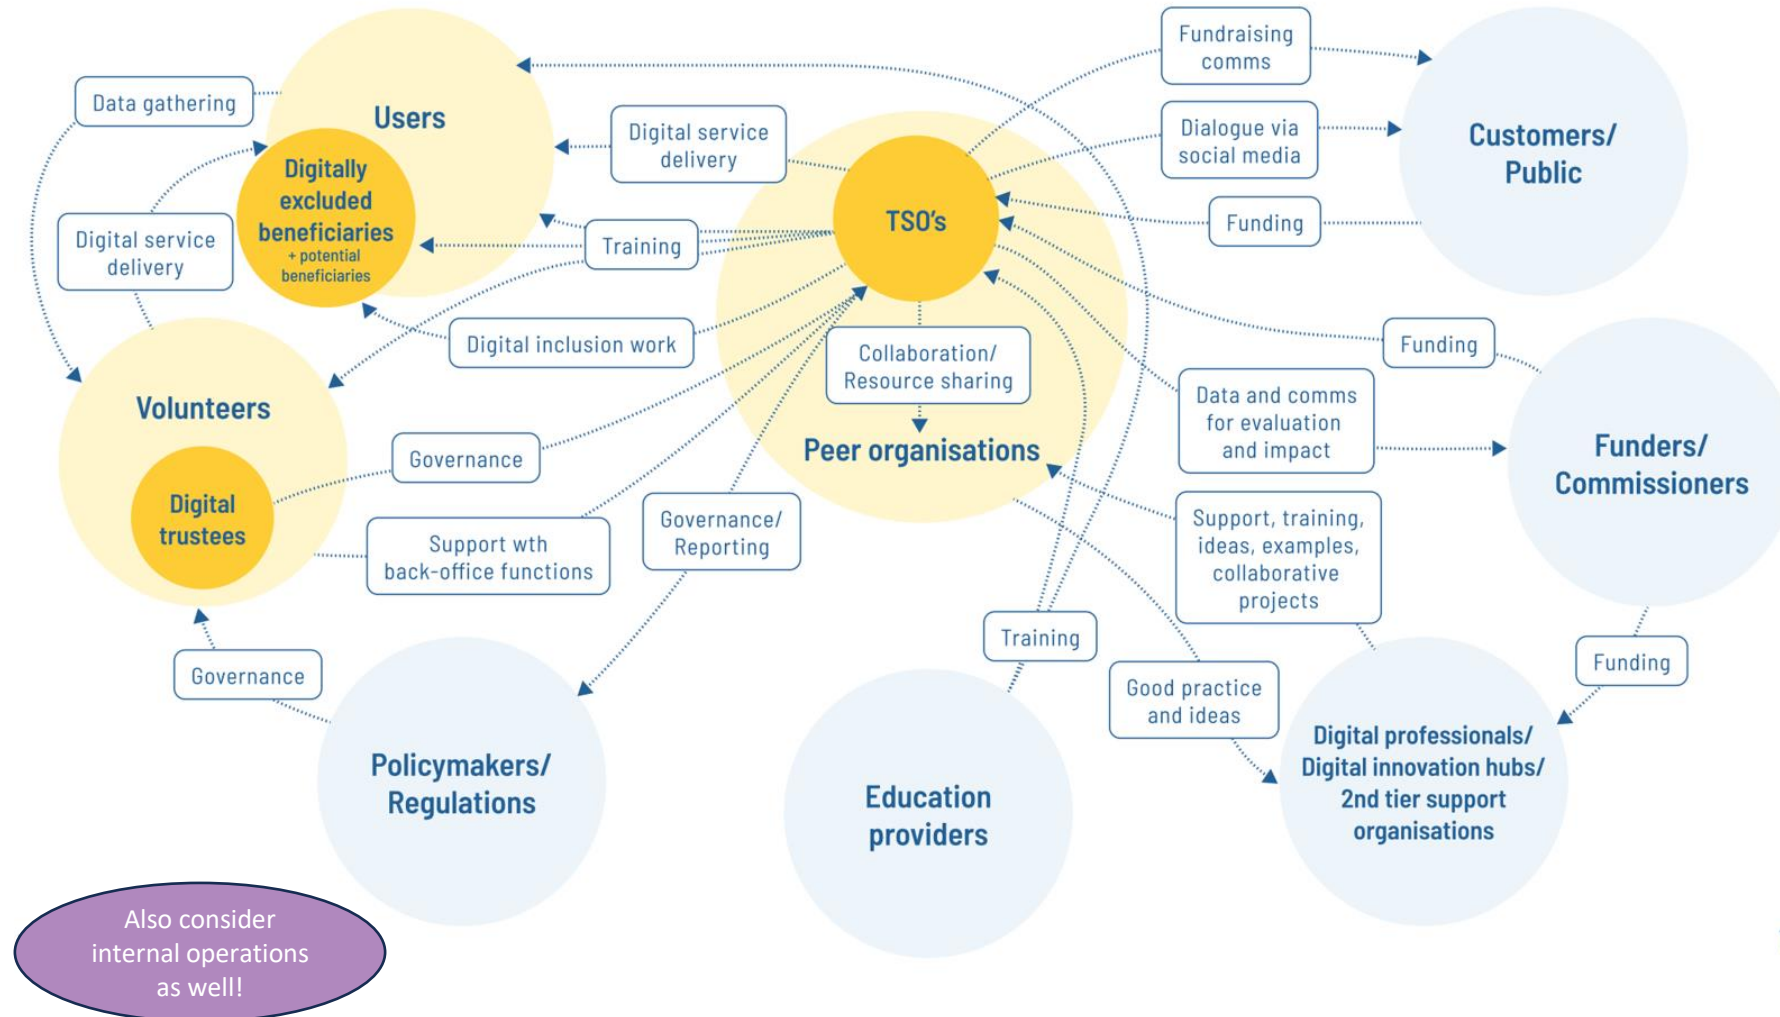 Fundraising
comms
Data gathering
Users
Digital service
delivery
Dialogue via
social media
Customers/
Public
Digitally
excluded
beneficiaries
+ potential
beneficiaries
TSO's
Funding
Digital service
delivery
Training
Digital inclusion work
Collaboration/
Resource sharing
Funding
Volunteers
Data and comms
for evaluation
and impact
Peer organisations
Funders/
Commissioners
Governance
Digital
trustees
Support wth
back-office functions
Governance/
Reporting
Support, training,
ideas, examples,
collaborative
projects
Training
Governance
Funding
Good practice
and ideas
Policymakers/
Regulations
Education
providers
Digital professionals/
Digital innovation hubs/
2nd tier support
organisations
Also consider
internal operations
as well!